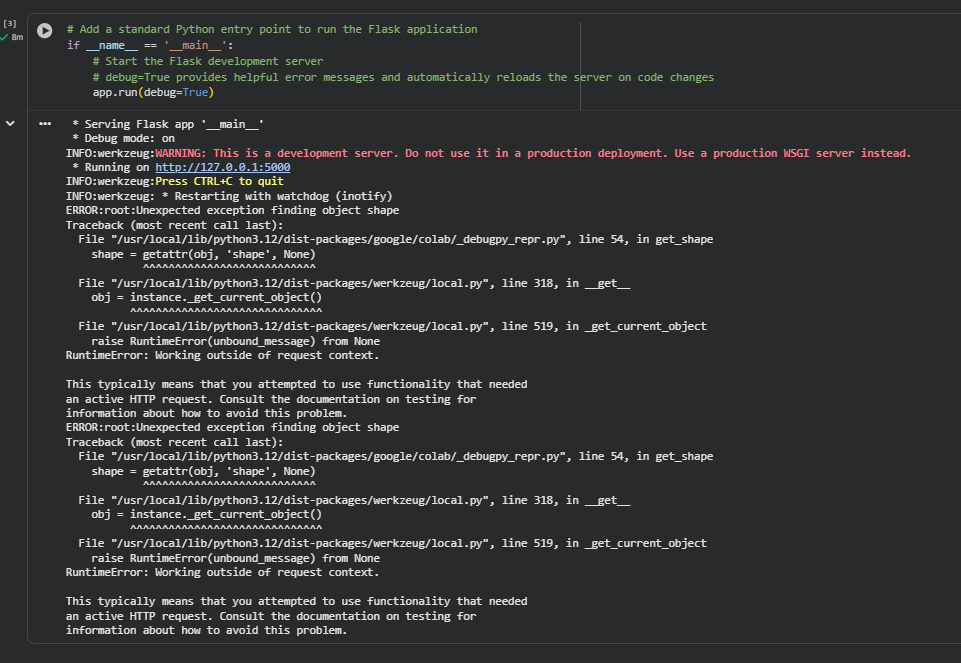 [3]
8m
# Add a standard Python entry point to run the Flask application
if __name__ == '__main__':
    # Start the Flask development server
    # debug=True provides helpful error messages and automatically reloads the server on code changes
    app.run(debug=True)
 * Serving Flask app '__main__'
 * Debug mode: on
INFO:werkzeug:WARNING: This is a development server. Do not use it in a production deployment. Use a production WSGI server instead.
 * Running on http://127.0.0.1:5000
INFO:werkzeug:Press CTRL+C to quit
INFO:werkzeug: * Restarting with watchdog (inotify)
ERROR:root:Unexpected exception finding object shape
Traceback (most recent call last):
  File "/usr/local/lib/python3.12/dist-packages/google/colab/_debugpy_repr.py", line 54, in get_shape
    shape = getattr(obj, 'shape', None)
            ^^^^^^^^^^^^^^^^^^^^^^^^^^^
  File "/usr/local/lib/python3.12/dist-packages/werkzeug/local.py", line 318, in __get__
    obj = instance._get_current_object()
          ^^^^^^^^^^^^^^^^^^^^^^^^^^^^^^
  File "/usr/local/lib/python3.12/dist-packages/werkzeug/local.py", line 519, in _get_current_object
    raise RuntimeError(unbound_message) from None
RuntimeError: Working outside of request context.

This typically means that you attempted to use functionality that needed
an active HTTP request. Consult the documentation on testing for
information about how to avoid this problem.
ERROR:root:Unexpected exception finding object shape
Traceback (most recent call last):
  File "/usr/local/lib/python3.12/dist-packages/google/colab/_debugpy_repr.py", line 54, in get_shape
    shape = getattr(obj, 'shape', None)
            ^^^^^^^^^^^^^^^^^^^^^^^^^^^
  File "/usr/local/lib/python3.12/dist-packages/werkzeug/local.py", line 318, in __get__
    obj = instance._get_current_object()
          ^^^^^^^^^^^^^^^^^^^^^^^^^^^^^^
  File "/usr/local/lib/python3.12/dist-packages/werkzeug/local.py", line 519, in _get_current_object
    raise RuntimeError(unbound_message) from None
RuntimeError: Working outside of request context.

This typically means that you attempted to use functionality that needed
an active HTTP request. Consult the documentation on testing for
information about how to avoid this problem.